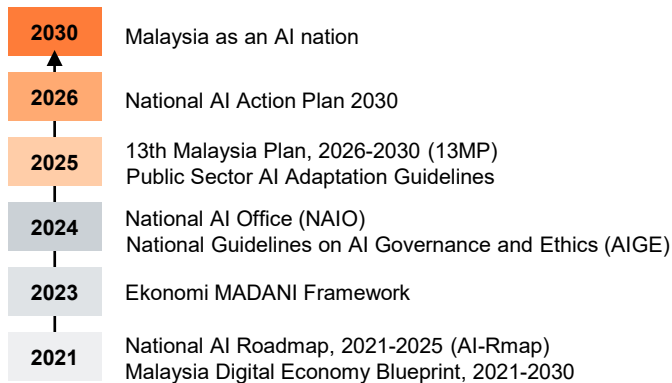 2030
Malaysia as an AI nation
2026
National AI Action Plan 2030
2025
13th Malaysia Plan, 2026-2030 (13MP)
Public Sector AI Adaptation Guidelines
2024
National AI Office (NAIO)
National Guidelines on AI Governance and Ethics (AIGE)
2023
Ekonomi MADANI Framework
2021
National AI Roadmap, 2021-2025 (AI-Rmap)
Malaysia Digital Economy Blueprint, 2021-2030